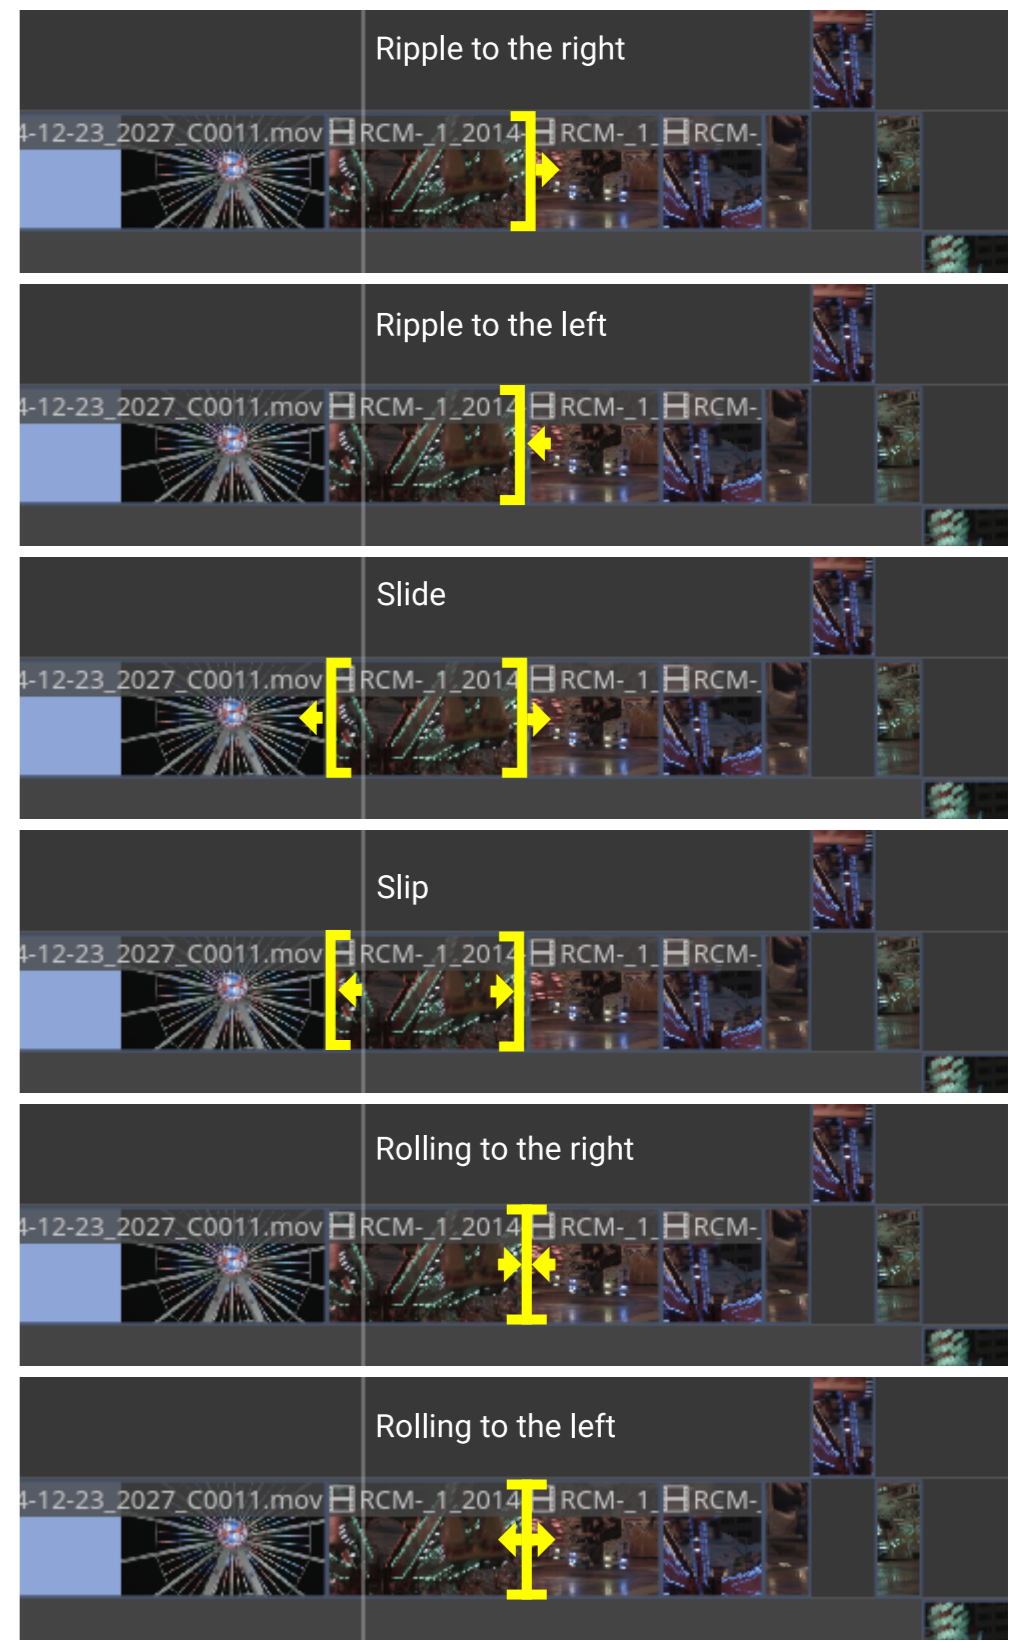 Ripple to the right
4-12-23_2027_C0011.mov RCM-_1_2014- RCM-_1_ RCM-_
Ripple to the left
4-12-23_2027_C0011.mov RCM-_1_2014 RCM-_1_ RCM-_
Slide
4-12-23_2027_C0011.mov RCM-_1_2014 RCM-_1_ RCM-_
Slip
4-12-23_2027_C0011.mov RCM-_1_2014- RCM-_1_ RCM-_
Rolling to the right
4-12-23_2027_C0011.mov RCM-_1_2014 RCM-_1_ RCM-_
Rolling to the left
4-12-23_2027_C0011.mov RCM-_1_2014 RCM-_1_ RCM-_